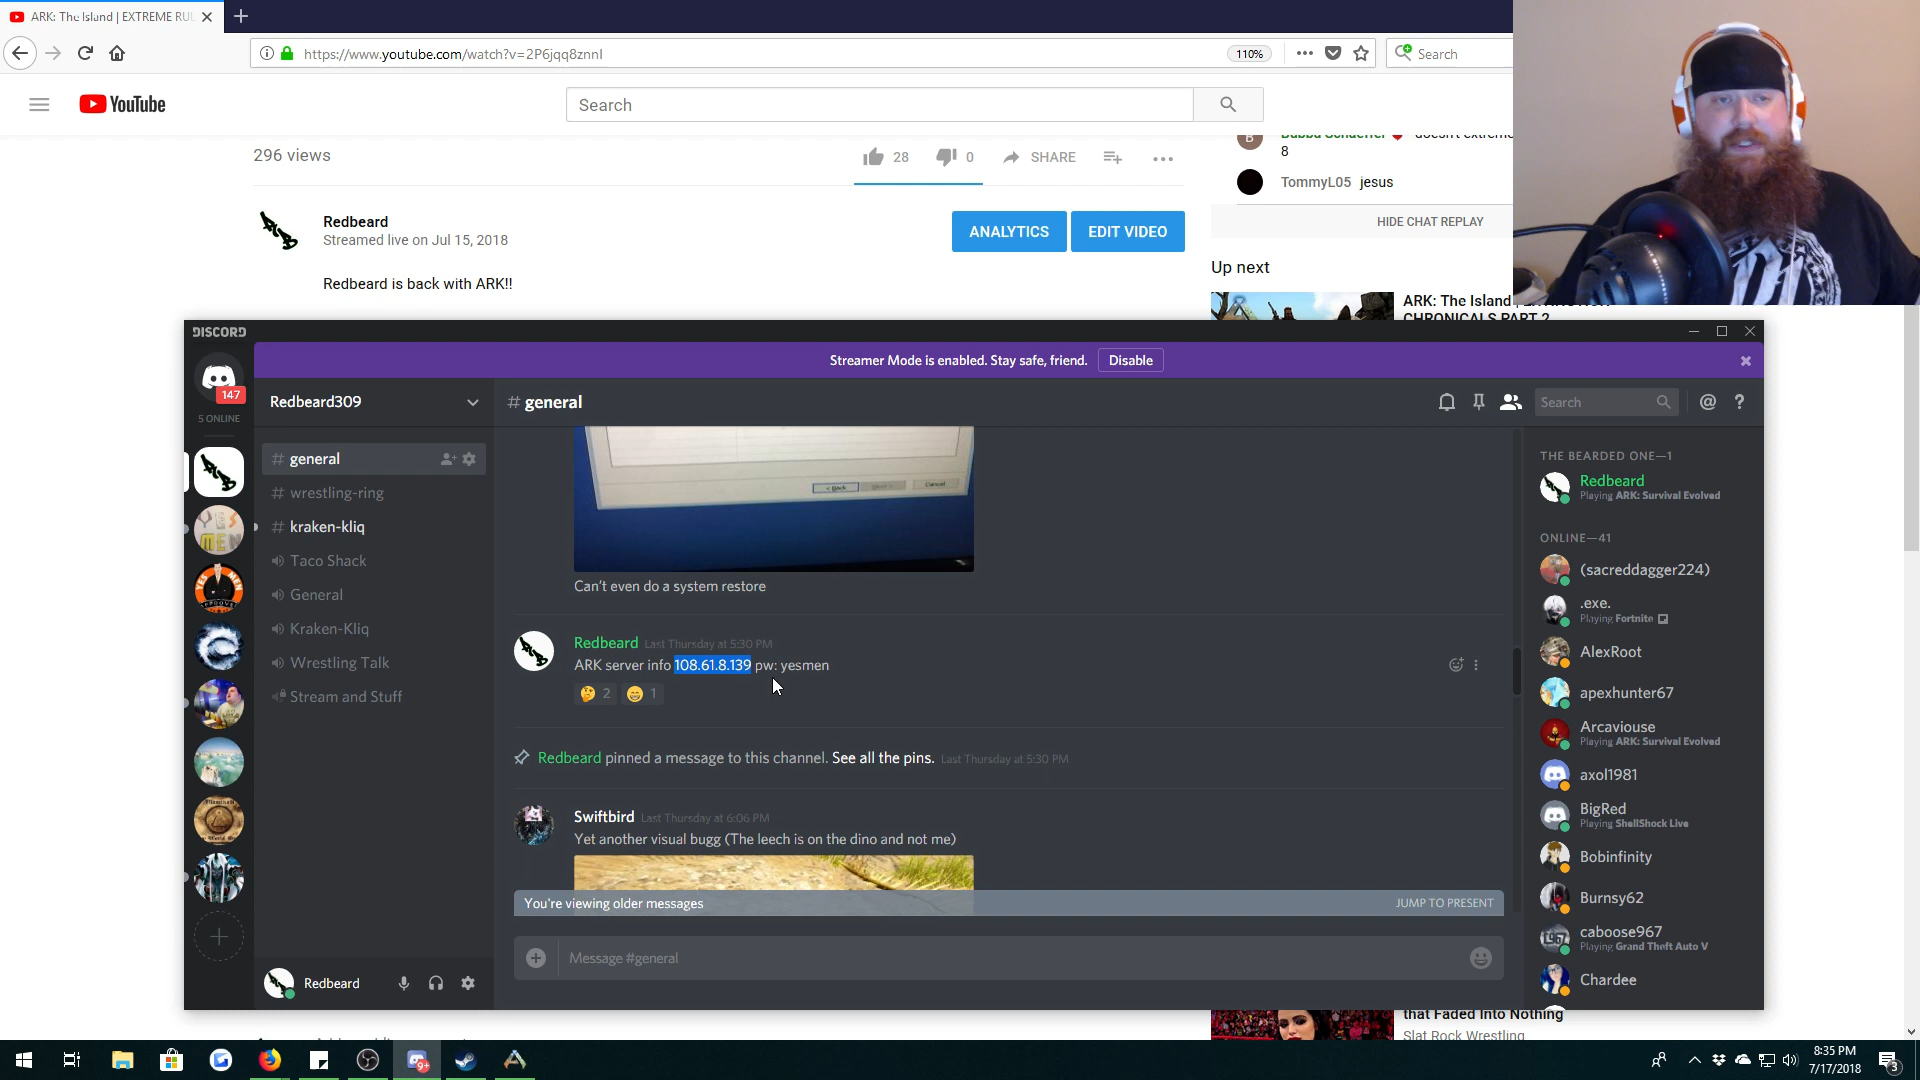 ARK: The Island | EXTREME RUL
https://www.youtube.com/watch?v=2P6jqq8znnI
110%
Search
YouTube
Search
296 views
28
0
SHARE
8
TommyL05 jesus
HIDE CHAT REPLAY
Redbeard
Streamed live on Jul 15, 2018
ANALYTICS
EDIT VIDEO
Redbeard is back with ARK!!
Up next
ARK: The Island
CHRONICALS PART 2
DISCORD
Streamer Mode is enabled. Stay safe, friend.
Disable
147
5 ONLINE
Redbeard309
# general
Search
# general
# wrestling-ring
# kraken-kliq
Taco Shack
General
Kraken-Kliq
Wrestling Talk
Stream and Stuff
YES
MEN
< Back
Cancel
Can't even do a system restore
Redbeard Last Thursday at 5:30 PM
ARK server info 108.61.8.139 pw: yesmen
2
1
Redbeard pinned a message to this channel. See all the pins. Last Thursday at 5:30 PM
Swiftbird Last Thursday at 6:06 PM
Yet another visual bugg (The leech is on the dino and not me)
You're viewing older messages
JUMP TO PRESENT
Message #general
Redbeard
THE BEARDED ONE—1
Redbeard
Playing ARK: Survival Evolved
ONLINE—41
(sacreddagger224)
.exe.
Playing Fortnite
AlexRoot
apexhunter67
Arcaviouse
Playing ARK: Survival Evolved
axol1981
BigRed
Playing ShellShock Live
Bobinfinity
Burnsy62
caboose967
Playing Grand Theft Auto V
Chardee
that Faded Into Nothing
Slat Rock Wrestling
9+
8:35 PM
7/17/2018
3